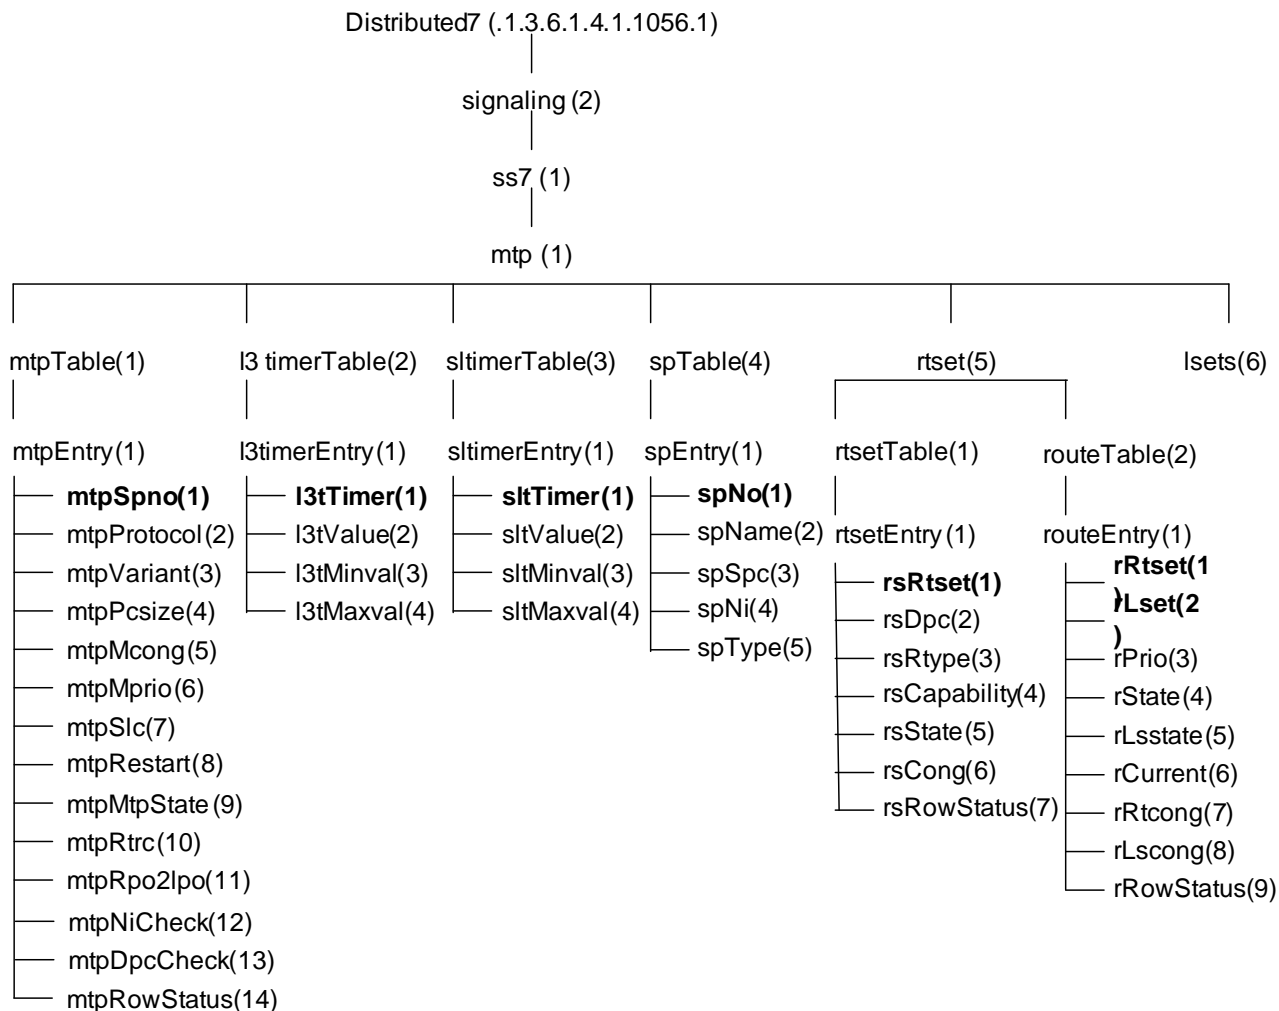 Distributed7 (.1.3.6.1.4.1.1056.1)
signaling (2)
ss7 (1)
mtp (1)
mtpTable(1)
l3 timerTable(2)
sltimerTable(3)
spTable(4)
rtset(5)
lsets(6)
mtpEntry(1)
mtpSpno(1)
mtpProtocol(2)
mtpVariant(3)
mtpPcsize(4)
mtpMcong(5)
mtpMprio(6)
mtpSlc(7)
mtpRestart(8)
mtpMtpState(9)
mtpRtrc(10)
mtpRpo2lpo(11)
mtpNiCheck(12)
mtpDpcCheck(13)
mtpRowStatus(14)
l3timerEntry(1)
l3tTimer(1)
l3tValue(2)
l3tMinval(3)
l3tMaxval(4)
sltimerEntry(1)
sltTimer(1)
sltValue(2)
sltMinval(3)
sltMaxval(4)
spEntry(1)
spNo(1)
spName(2)
spSpc(3)
spNi(4)
spType(5)
rtsetTable(1)
rtsetEntry(1)
rsRtset(1)
rsDpc(2)
rsRtype(3)
rsCapability(4)
rsState(5)
rsCong(6)
rsRowStatus(7)
routeTable(2)
routeEntry(1)
rRtset(1
)
rLset(2
)
rPrio(3)
rState(4)
rLsstate(5)
rCurrent(6)
rRtcong(7)
rLscong(8)
rRowStatus(9)